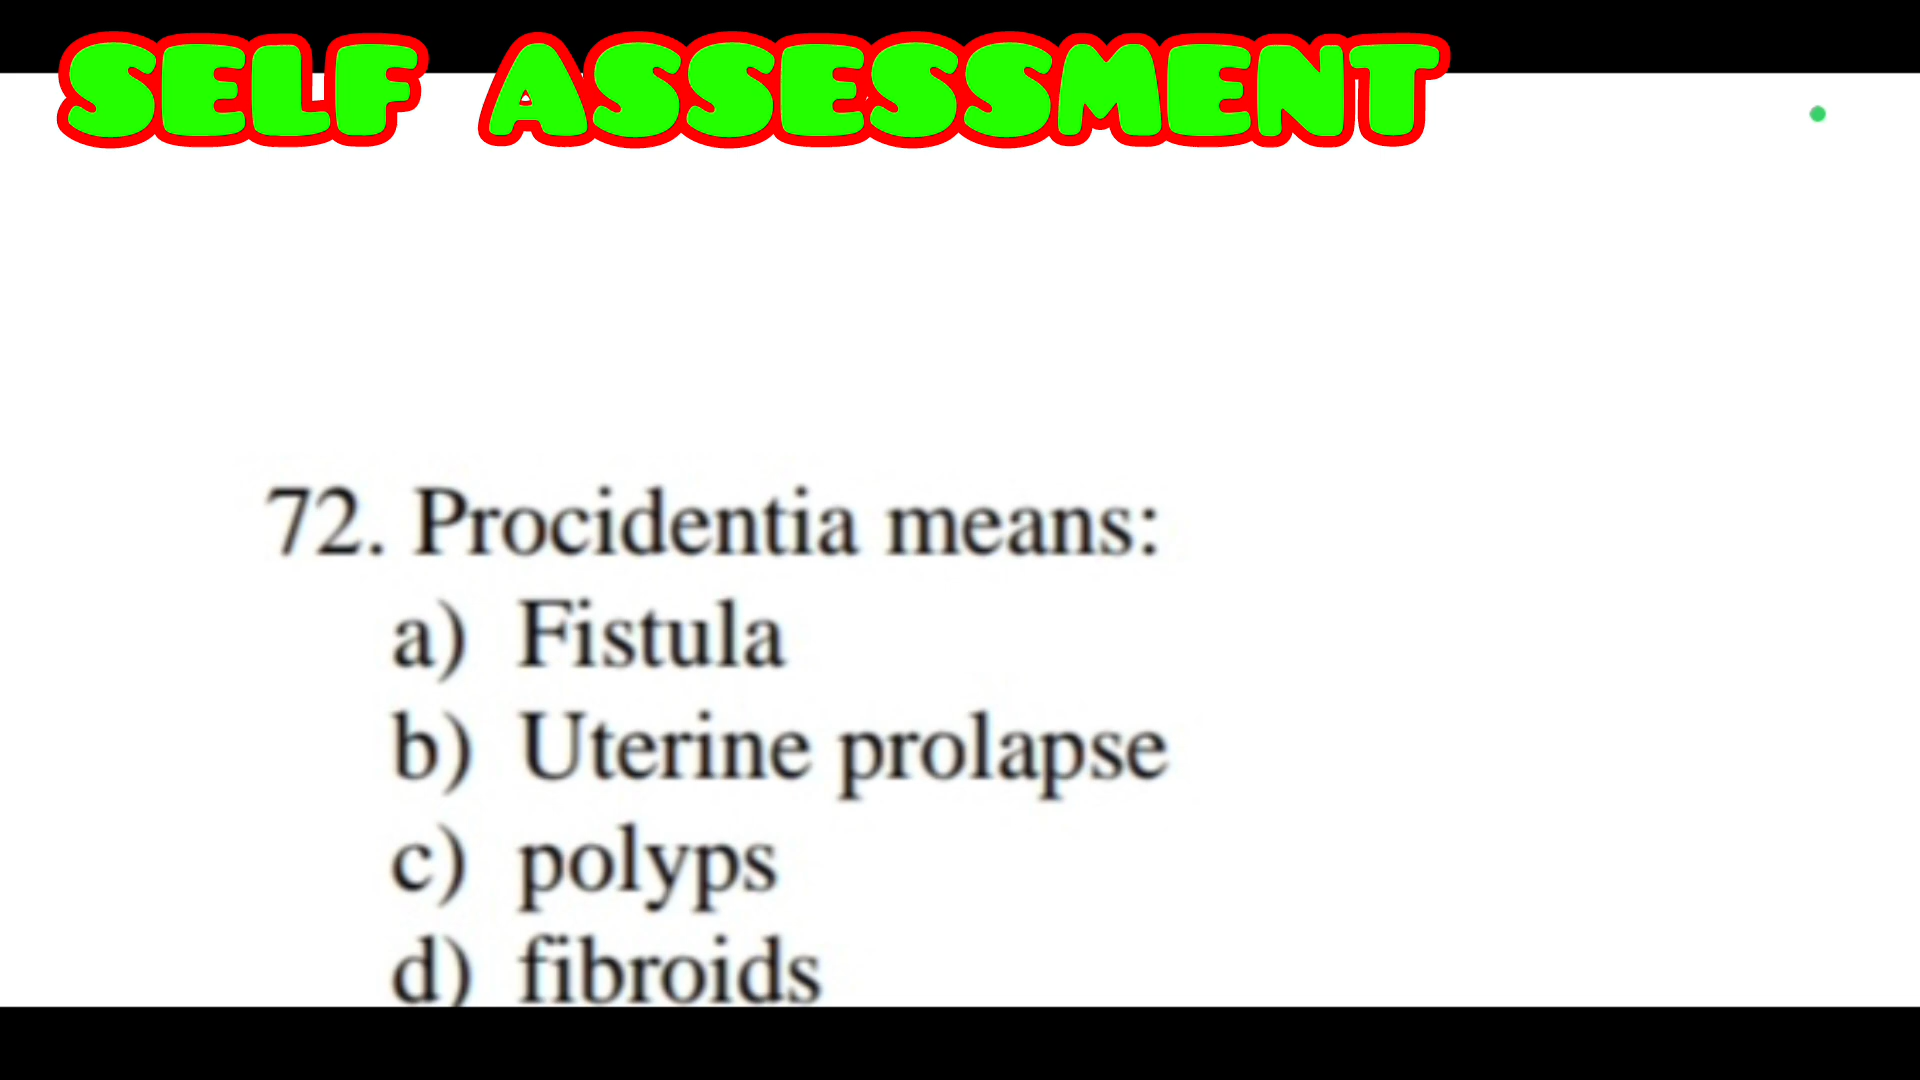 SELF ASSESSMENT
72. Procidentia means:
a) Fistula
b) Uterine prolapse
c) polyps
d) fibroids